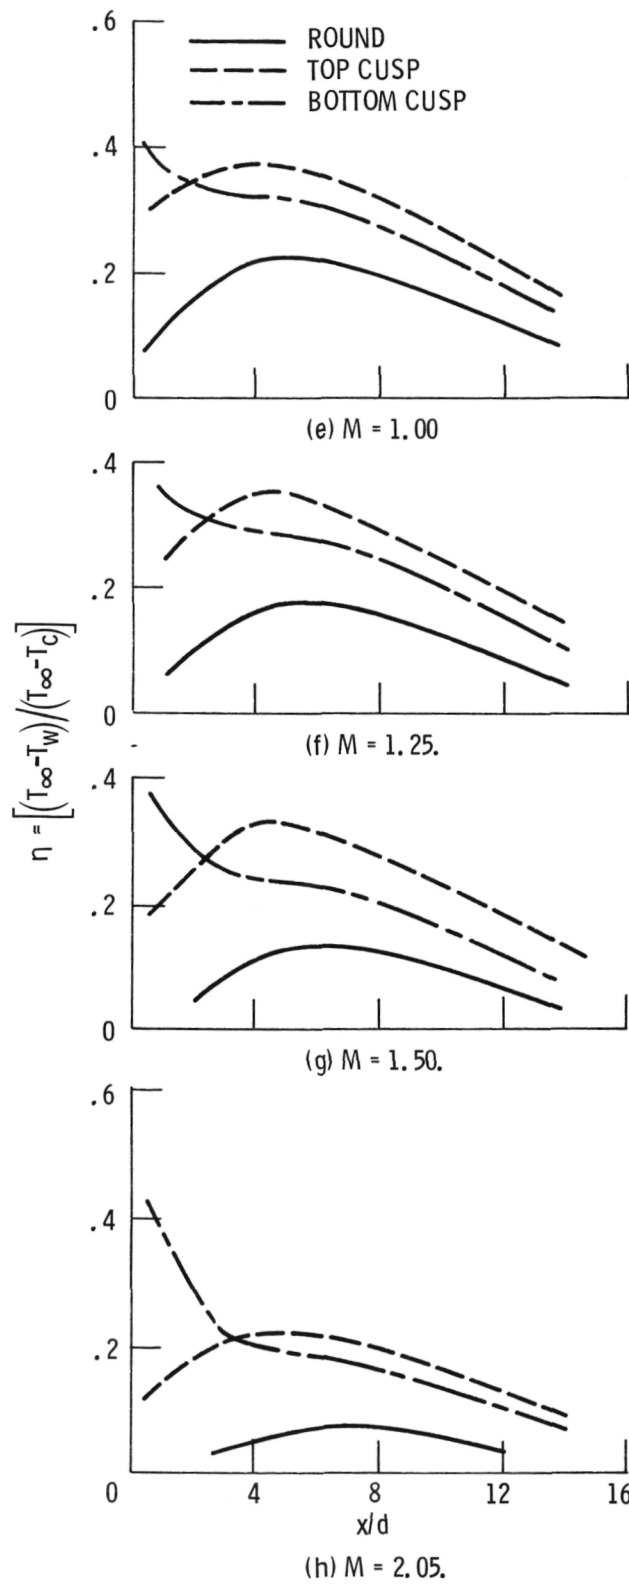 .6
ROUND
TOP CUSP
BOTTOM CUSP
.4
.2
0
(e) M = 1.00
.4
.2
0
(f) M = 1.25.
η = [(T∞-TW)/(T∞-TC)]
.4
.2
0
(g) M = 1.50.
.6
.4
.2
0 4 8 12 16
x/d
(h) M = 2.05.